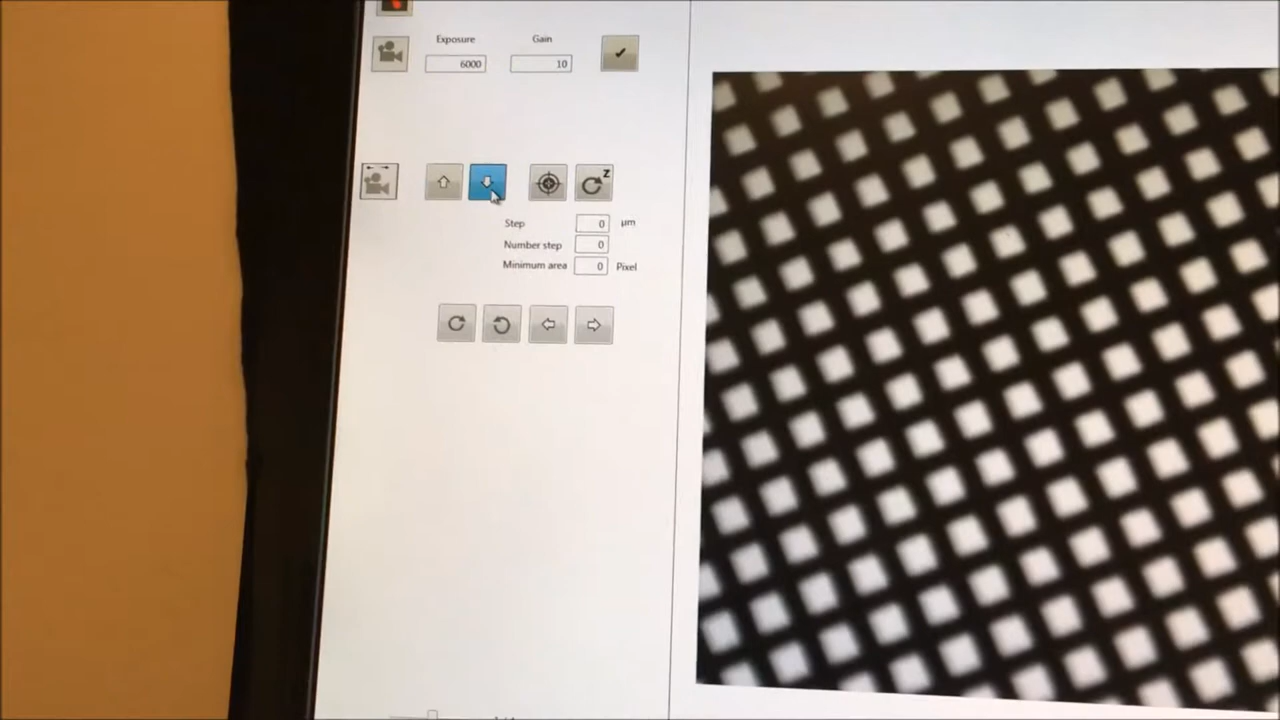 Exposure Gain
6000 10
Z
Step 0 µm
Number step 0
Minimum area 0 Pixel